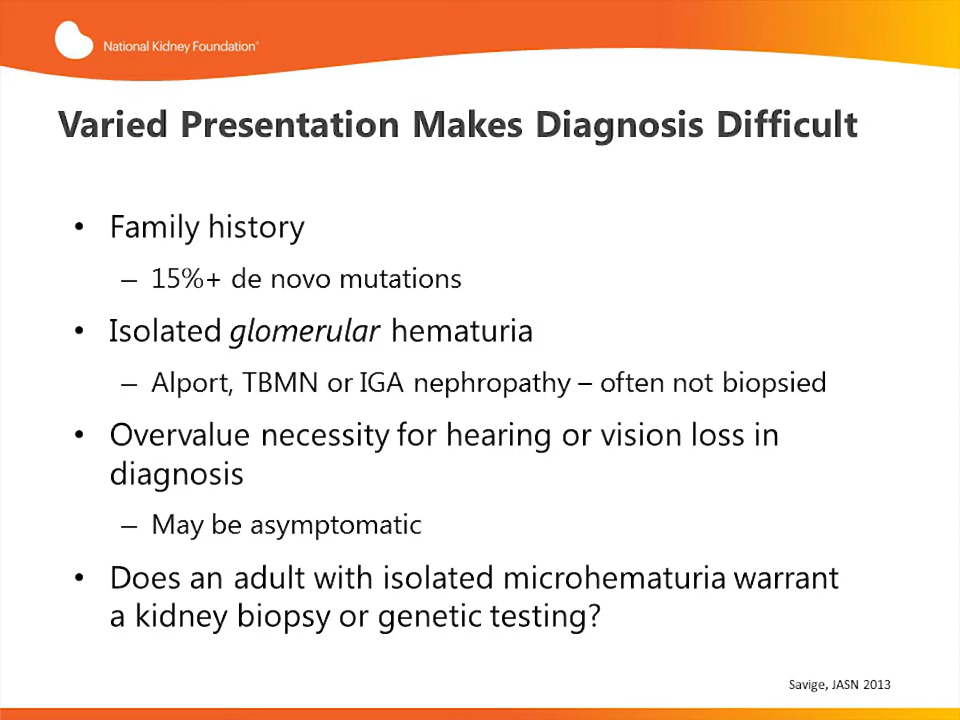 National Kidney Foundation®
Varied Presentation Makes Diagnosis Difficult
• Family history
– 15%+ de novo mutations
• Isolated glomerular hematuria
– Alport, TBMN or IGA nephropathy – often not biopsied
• Overvalue necessity for hearing or vision loss in
diagnosis
– May be asymptomatic
• Does an adult with isolated microhematuria warrant
a kidney biopsy or genetic testing?
Savige, JASN 2013